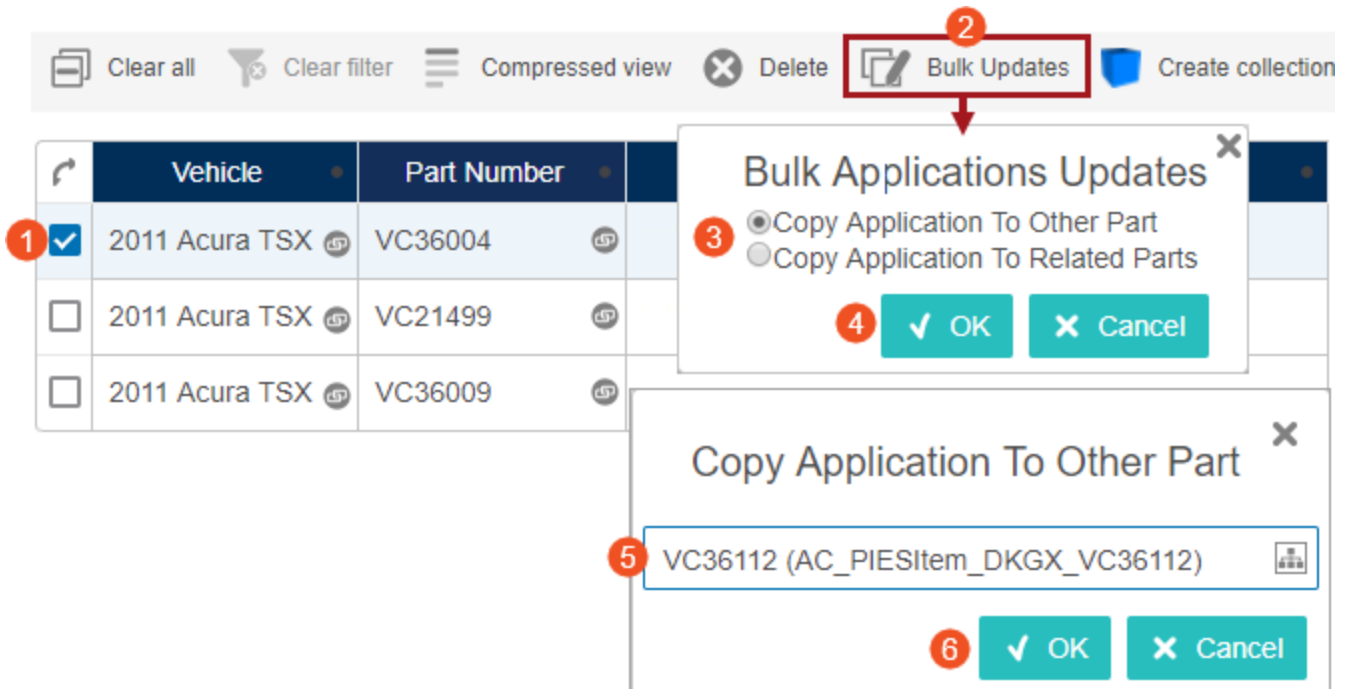 2
Clear all Clear filter Compressed view Delete Bulk Updates Create collection
Vehicle Part Number
Bulk Applications Updates
1 2011 Acura TSX VC36004
3 Copy Application To Other Part
Copy Application To Related Parts
2011 Acura TSX VC21499
4 OK Cancel
2011 Acura TSX VC36009
Copy Application To Other Part
5 VC36112 (AC_PIESItem_DKGX_VC36112)
6 OK Cancel